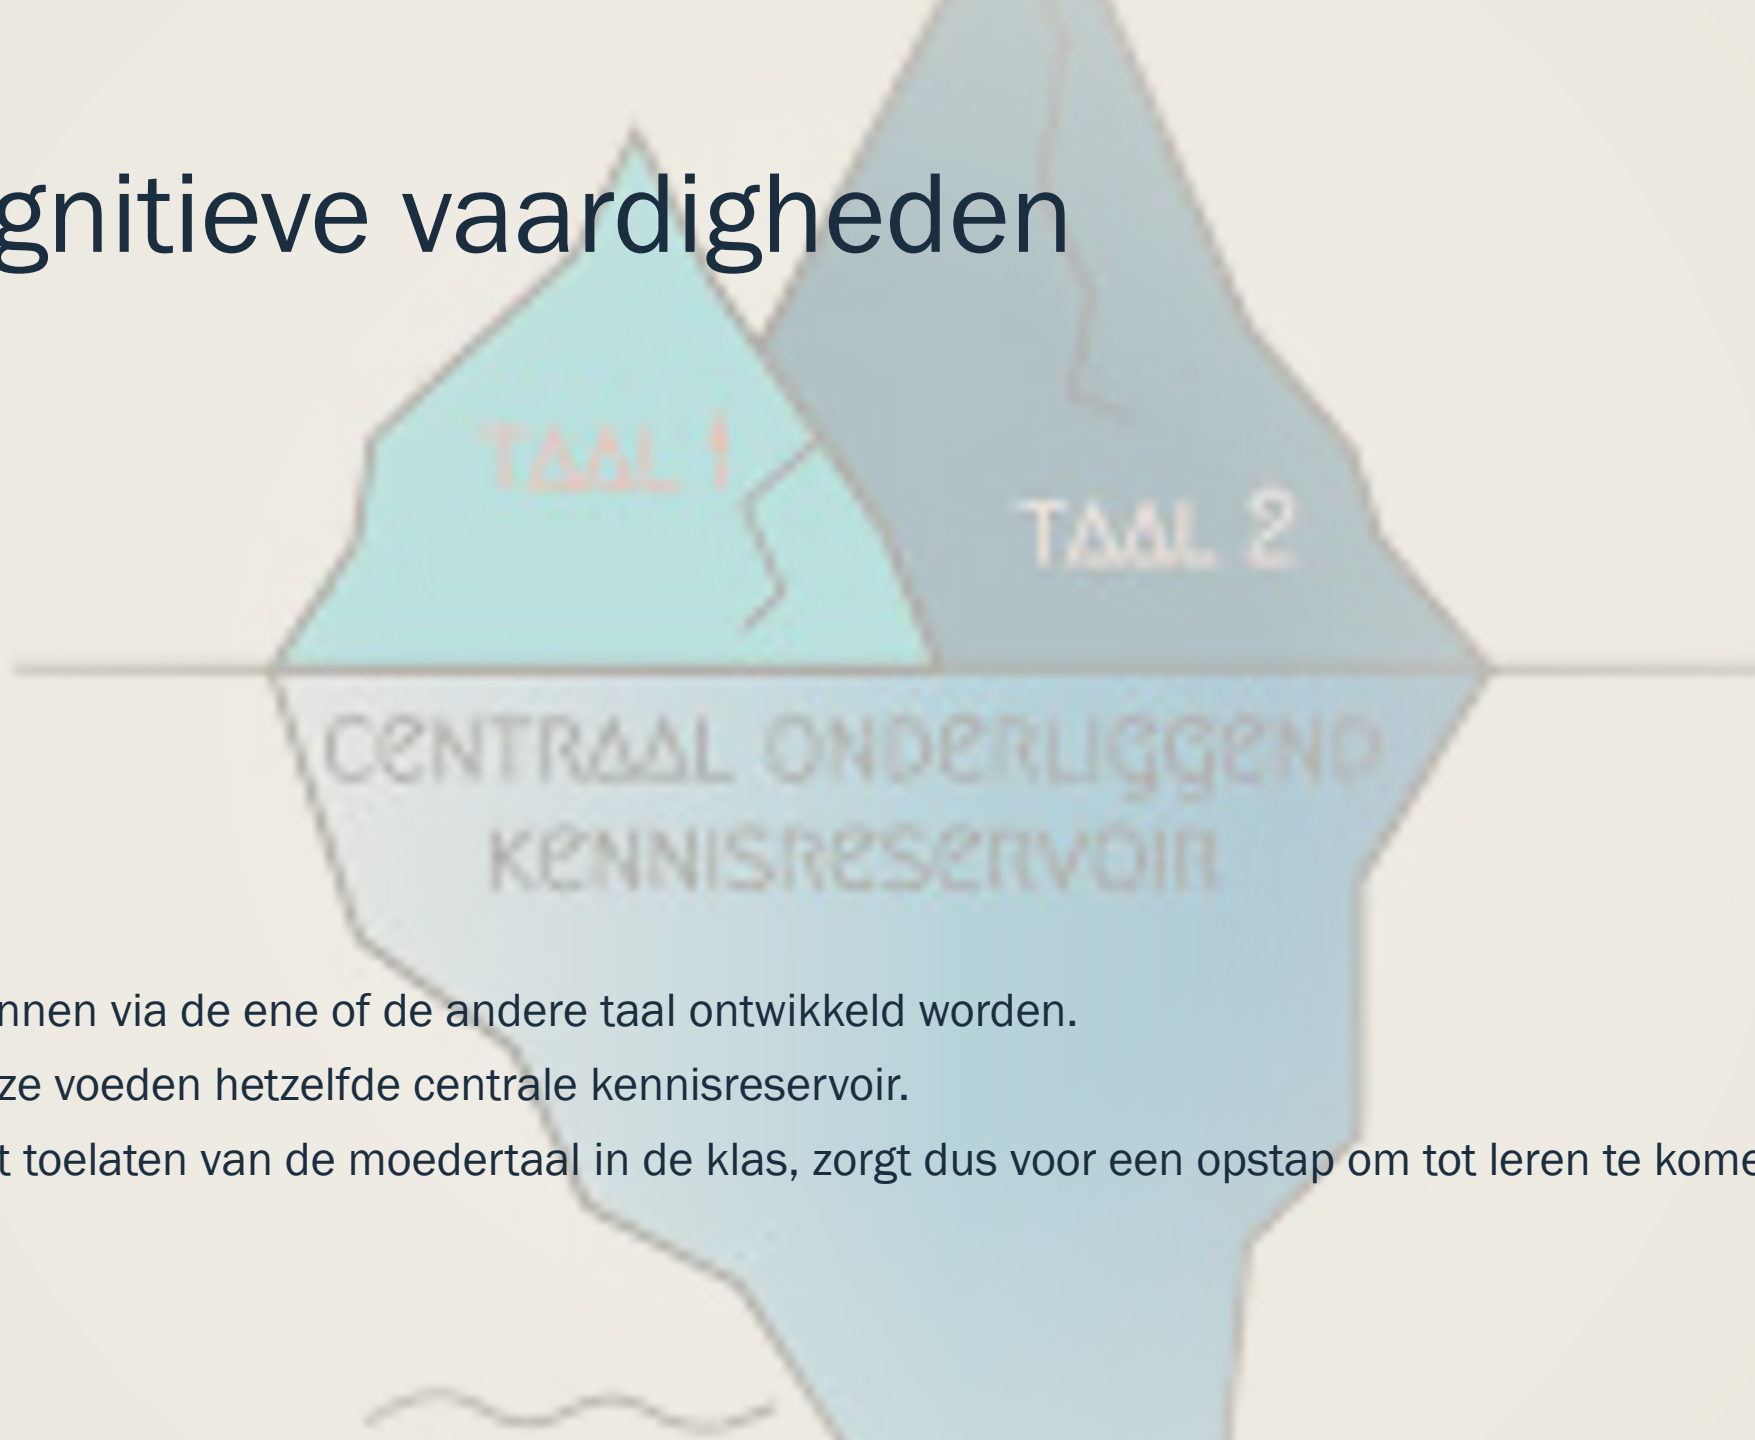 gnitieve vaardigheden
TAAL 1
TAAL 2
CENTRAAL ONDERLIGGEND
KENNISRESERVOIR
nnen via de ene of de andere taal ontwikkeld worden.
ze voeden hetzelfde centrale kennisreservoir.
t toelaten van de moedertaal in de klas, zorgt dus voor een opstap om tot leren te kome